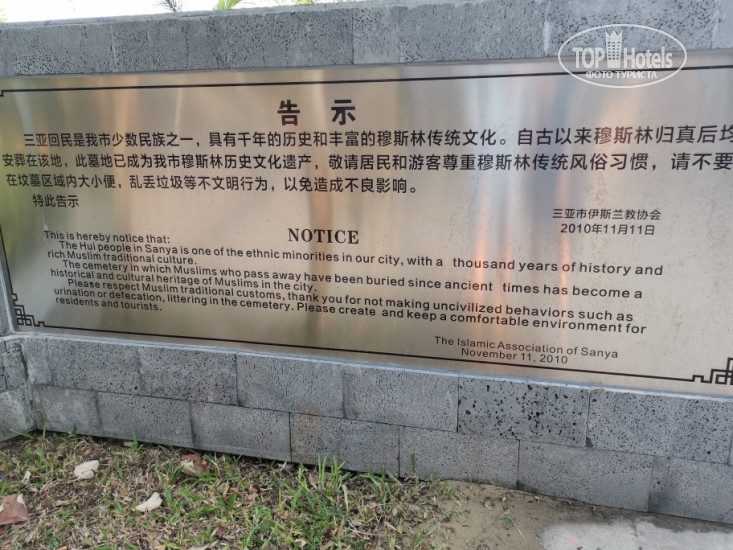 TOP Hotels
ФОТО ТУРИСТА
告示
三亚回民是我市少数民族之一，具有千年的历史和丰富的穆斯林传统文化。自古以来穆斯林归真后均
安葬在该地，此墓地已成为我市穆斯林历史文化遗产，敬请居民和游客尊重穆斯林传统风俗习惯，请不要
在坟墓区域内大小便，乱丢垃圾等不文明行为，以免造成不良影响。
特此告示
三亚市伊斯兰教协会
2010年11月11日
NOTICE
This is hereby notice that:
The Hui people in Sanya is one of the ethnic minorities in our city, with a thousand years of history and
rich Muslim traditional culture.
The cemetery in which Muslims who pass away have been buried since ancient times has become a
historical and cultural heritage of Muslims in the city.
Please respect Muslim traditional customs, thank you for not making uncivilized behaviors such as
urination or defecation, littering in the cemetery. Please create and keep a comfortable environment for
residents and tourists.
The Islamic Association of Sanya
November 11, 2010